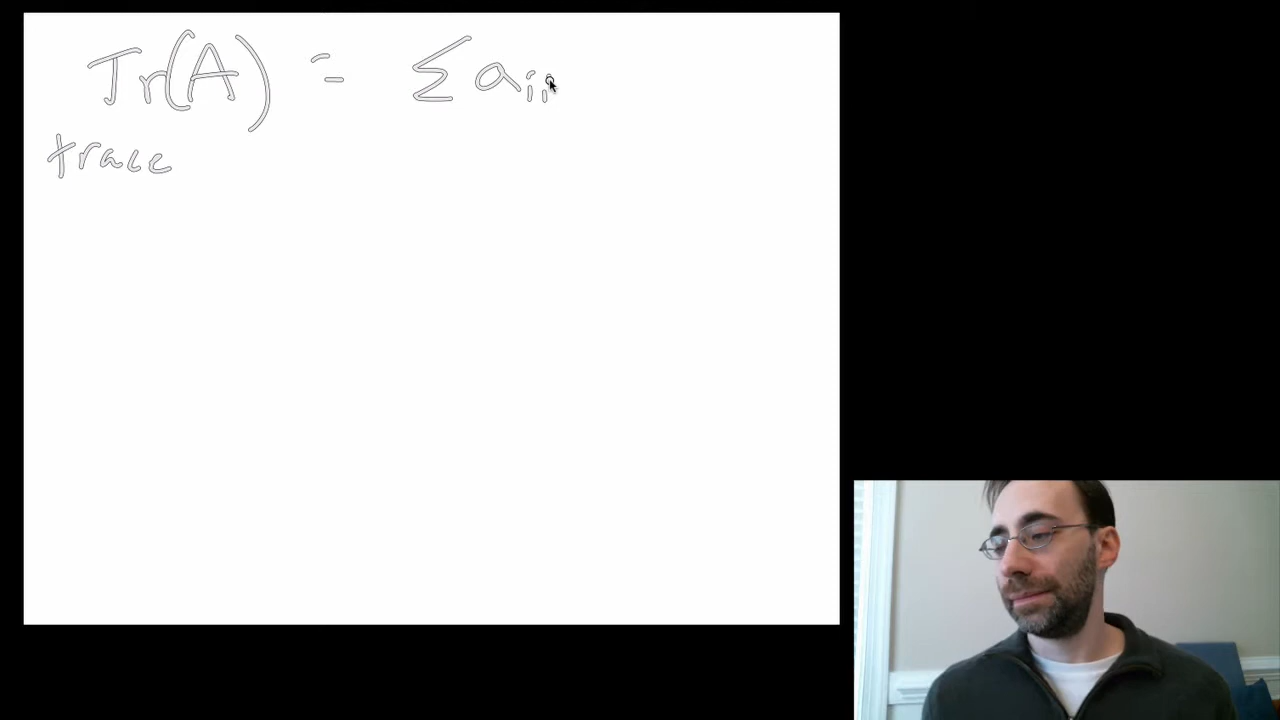 Tr(A) = Σ aᵢᵢ
trace